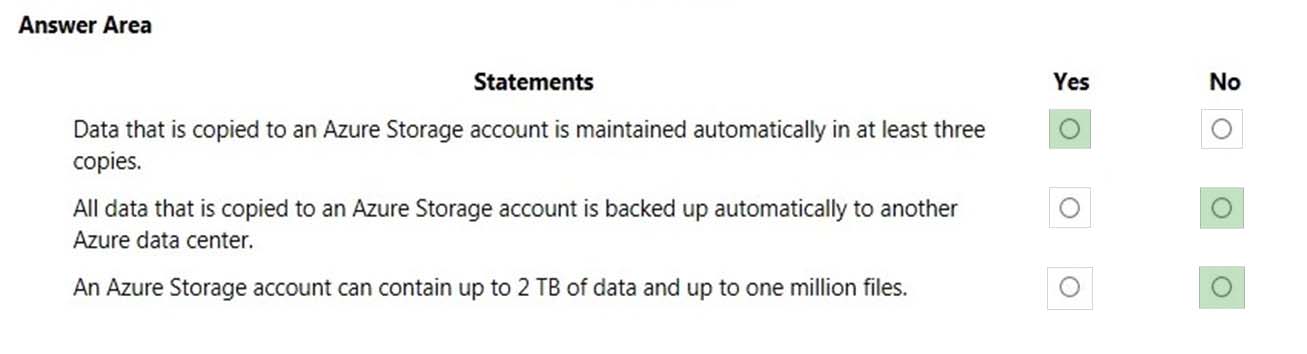 Answer Area
Statements Yes No
Data that is copied to an Azure Storage account is maintained automatically in at least three
copies.
All data that is copied to an Azure Storage account is backed up automatically to another
Azure data center.
An Azure Storage account can contain up to 2 TB of data and up to one million files.